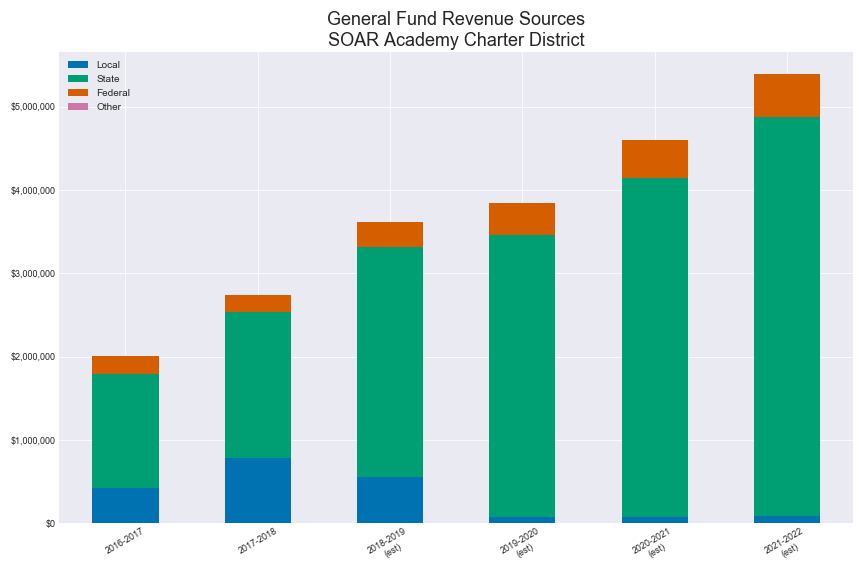 General Fund Revenue Sources
SOAR Academy Charter District
Local
State
Federal
Other
$5,000,000
$4,000,000
$3,000,000
$2,000,000
$1,000,000
$0
2016-2017
2017-2018
2018-2019
(est)
2019-2020
(est)
2020-2021
(est)
2021-2022
(est)